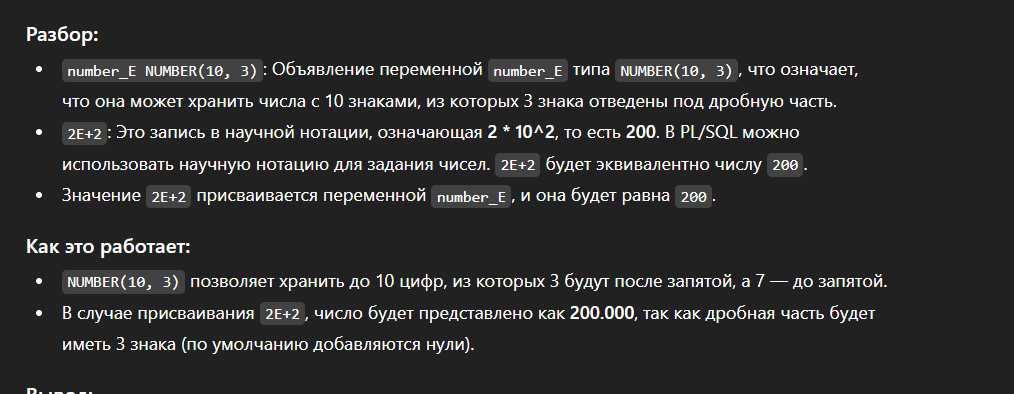 Разбор:
• number_E NUMBER(10, 3): Объявление переменной number_E типа NUMBER(10, 3), что означает,
что она может хранить числа с 10 знаками, из которых 3 знака отведены под дробную часть.
• 2E+2: Это запись в научной нотации, означающая 2 * 10^2, то есть 200. В PL/SQL можно
использовать научную нотацию для задания чисел. 2E+2 будет эквивалентно числу 200.
• Значение 2E+2 присваивается переменной number_E, и она будет равна 200.
Как это работает:
• NUMBER(10, 3) позволяет хранить до 10 цифр, из которых 3 будут после запятой, а 7 — до запятой.
• В случае присваивания 2E+2, число будет представлено как 200.000, так как дробная часть будет
иметь 3 знака (по умолчанию добавляются нули).
Вывод: